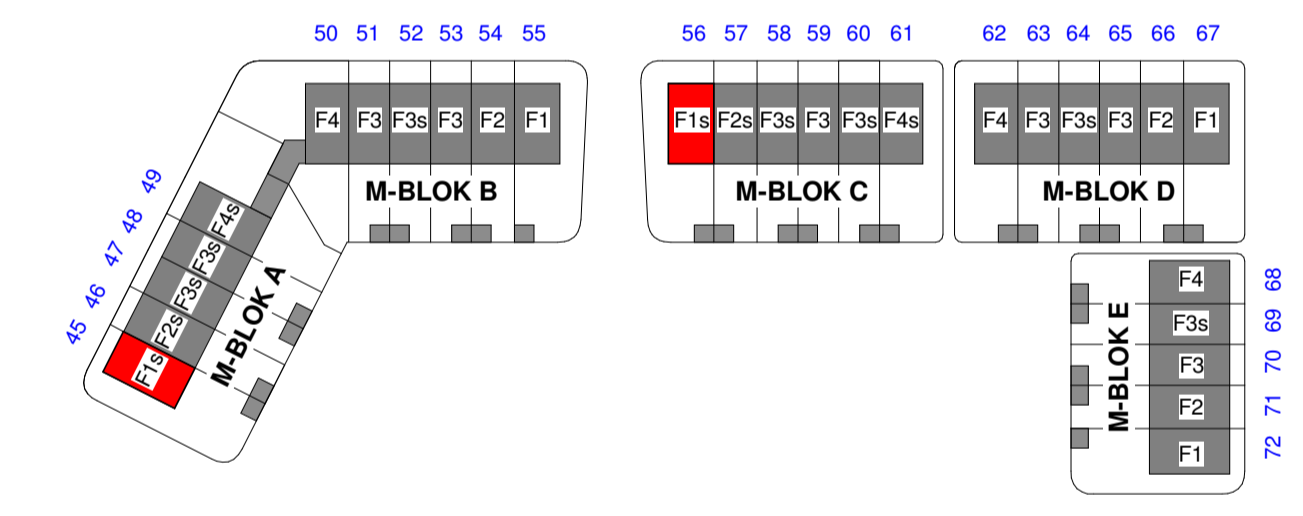 50 51 52 53 54 55
F4 F3 F3s F3 F2 F1
M-BLOK B
56 57 58 59 60 61
F1s F2s F3s F3 F3s F4s
M-BLOK C
62 63 64 65 66 67
F4 F3 F3s F3 F2 F1
M-BLOK D
45 46 47 48 49
F1s F2s F3s F3s F4s
M-BLOK A
M-BLOK E
F4 68
F3s 69
F3 70
F2 71
F1 72